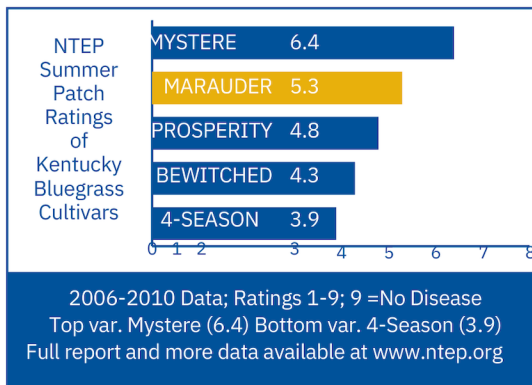 NTEP
Summer
Patch
Ratings
of
Kentucky
Bluegrass
Cultivars
MYSTERE 6.4
MARAUDER 5.3
PROSPERITY 4.8
BEWITCHED 4.3
4-SEASON 3.9
0 1 2 3 4 5 6 7 8
2006-2010 Data; Ratings 1-9; 9 =No Disease
Top var. Mystere (6.4) Bottom var. 4-Season (3.9)
Full report and more data available at www.ntep.org